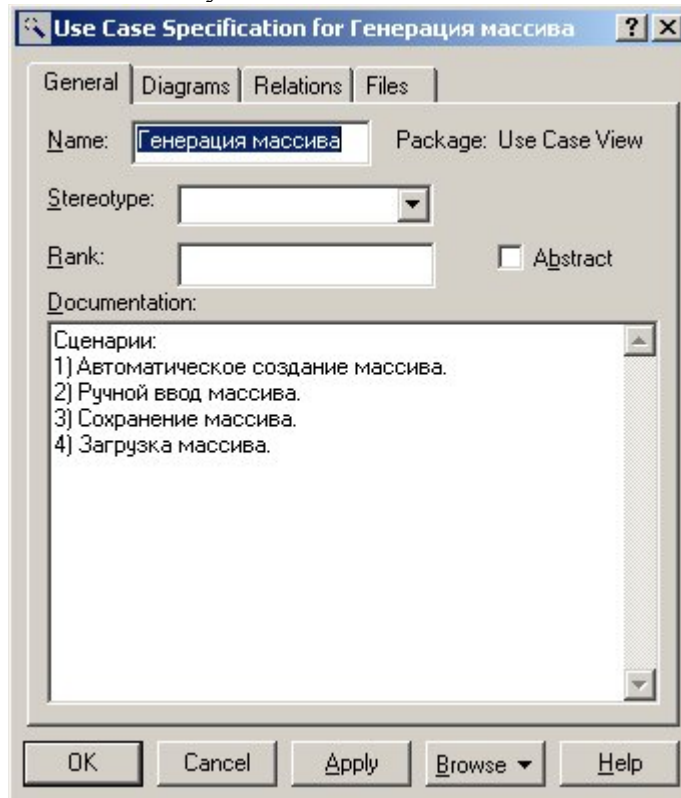 Use Case Specification for Генерация массива
General Diagrams Relations Files
Name: Генерация массива Package: Use Case View
Stereotype:
Rank: Abstract
Documentation:
Сценарии:
1) Автоматическое создание массива.
2) Ручной ввод массива.
3) Сохранение массива.
4) Загрузка массива.
OK Cancel Apply Browse Help